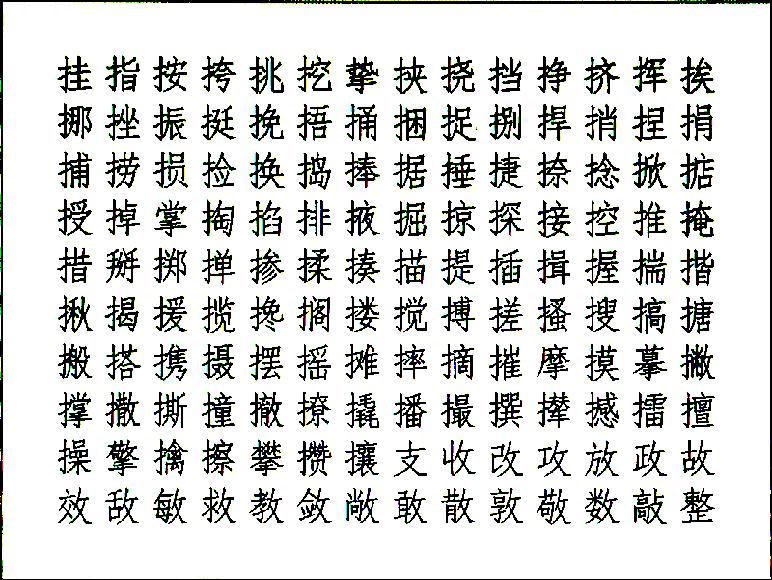 挂指按挎挑挖挚挟挠挡挣挤挥挨
挪挫振挺挽捂捅捆捉捌捍捎捏捐
捕捞损捡换捣捧据捶捷捺捻掀掂
授掉掌掏掐排掖掘掠探接控推掩
措掰掷掸掺揉揍描提插揖握揣揩
揪揭援揽搀搁搂搅搏搓搔搜搞搪
搬搭携摄摆摇摊摔摘摧摩摸摹撇
撑撒撕撞撤撩撬播撮撰撵撼擂擅
操擎擒擦攀攒攘支收改攻放政故
效敌敏救教敛敞敢散敦敬数敲整